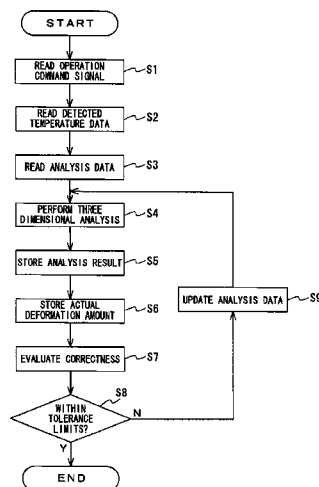 START
READ OPERATION
COMMAND SIGNAL
S1
READ DETECTED
TEMPERATURE DATA
S2
READ ANALYSIS DATA
S3
PERFORM THREE
DIMENSIONAL ANALYSIS
S4
STORE ANALYSIS RESULT
S5
STORE ACTUAL
DEFORMATION AMOUNT
S6
UPDATE ANALYSIS DATA
S9
EVALUATE CORRECTNESS
S7
S8
WITHIN
TOLERANCE
LIMITS?
N
Y
END